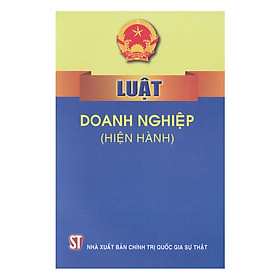 LUẬT
DOANH NGHIỆP
(HIỆN HÀNH)
ST
NHÀ XUẤT BẢN CHÍNH TRỊ QUỐC GIA SỰ THẬT